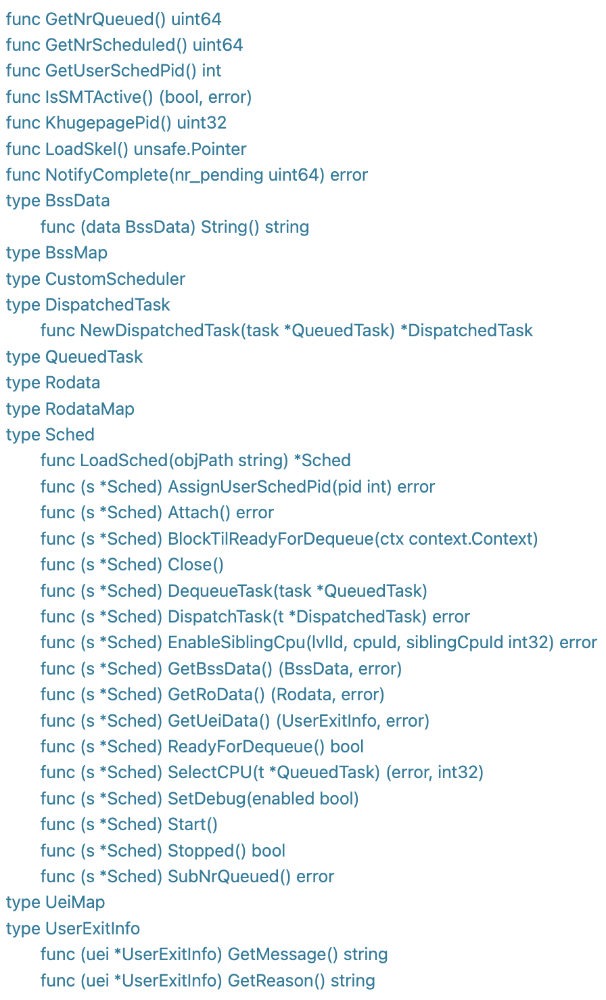 func GetNrQueued() uint64
func GetNrScheduled() uint64
func GetUserSchedPid() int
func IsSMTActive() (bool, error)
func KhugepagePid() uint32
func LoadSkel() unsafe.Pointer
func NotifyComplete(nr_pending uint64) error
type BssData
func (data BssData) String() string
type BssMap
type CustomScheduler
type DispatchedTask
func NewDispatchedTask(task *QueuedTask) *DispatchedTask
type QueuedTask
type Rodata
type RodataMap
type Sched
func LoadSched(objPath string) *Sched
func (s *Sched) AssignUserSchedPid(pid int) error
func (s *Sched) Attach() error
func (s *Sched) BlockTilReadyForDequeue(ctx context.Context)
func (s *Sched) Close()
func (s *Sched) DequeueTask(task *QueuedTask)
func (s *Sched) DispatchTask(t *DispatchedTask) error
func (s *Sched) EnableSiblingCpu(lvlId, cpuId, siblingCpuId int32) error
func (s *Sched) GetBssData() (BssData, error)
func (s *Sched) GetRoData() (Rodata, error)
func (s *Sched) GetUeiData() (UserExitInfo, error)
func (s *Sched) ReadyForDequeue() bool
func (s *Sched) SelectCPU(t *QueuedTask) (error, int32)
func (s *Sched) SetDebug(enabled bool)
func (s *Sched) Start()
func (s *Sched) Stopped() bool
func (s *Sched) SubNrQueued() error
type UeiMap
type UserExitInfo
func (uei *UserExitInfo) GetMessage() string
func (uei *UserExitInfo) GetReason() string